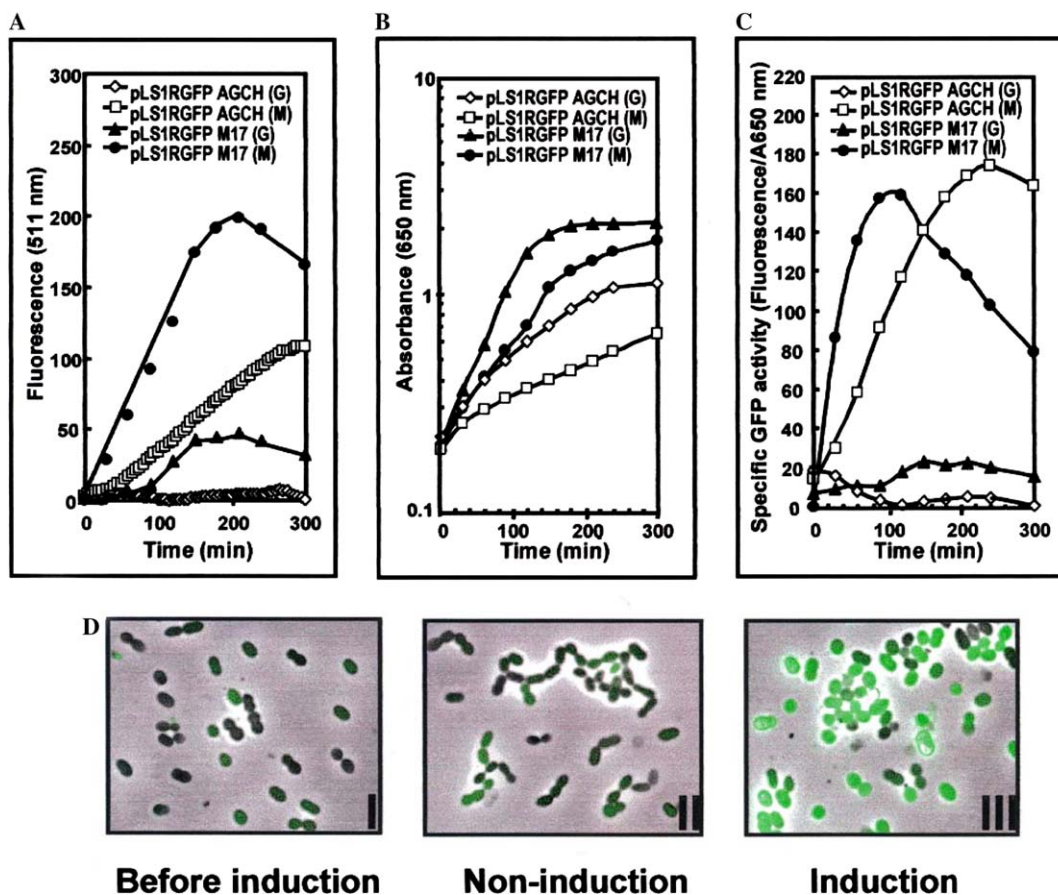 A
300
250
200
150
100
50
0
0
100
200
300
Fluorescence (511 nm)
Time (min)
pLS1RGFP AGCH (G)
pLS1RGFP AGCH (M)
pLS1RGFP M17 (G)
pLS1RGFP M17 (M)
B
10
1
0.1
0
100
200
300
Absorbance (650 nm)
Time (min)
pLS1RGFP AGCH (G)
pLS1RGFP AGCH (M)
pLS1RGFP M17 (G)
pLS1RGFP M17 (M)
C
220
200
180
160
140
120
100
80
60
40
20
0
0
100
200
300
Specific GFP activity (Fluorescence/A650 nm)
Time (min)
pLS1RGFP AGCH (G)
pLS1RGFP AGCH (M)
pLS1RGFP M17 (G)
pLS1RGFP M17 (M)
D
I
II
III
Before induction
Non-induction
Induction